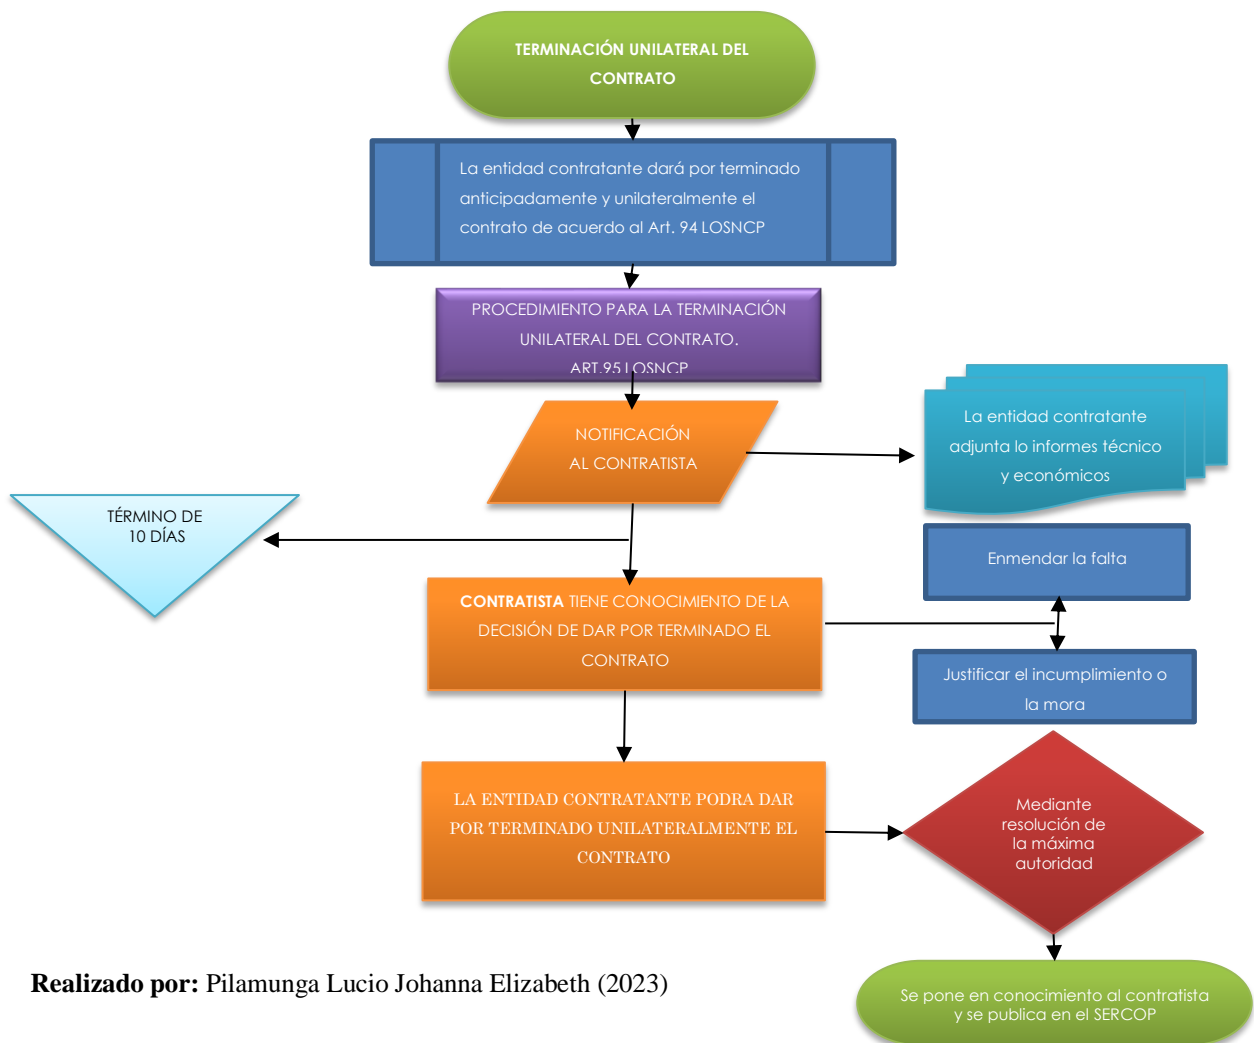 TERMINACIÓN UNILATERAL DEL
CONTRATO
La entidad contratante dará por terminado
anticipadamente y unilateralmente el
contrato de acuerdo al Art. 94 LOSNCP
PROCEDIMIENTO PARA LA TERMINACIÓN
UNILATERAL DEL CONTRATO.
ART.95 LOSNCP
NOTIFICACIÓN
AL CONTRATISTA
La entidad contratante
adjunta lo informes técnico
y económicos
TÉRMINO DE
10 DÍAS
Enmendar la falta
CONTRATISTA TIENE CONOCIMIENTO DE LA
DECISIÓN DE DAR POR TERMINADO EL
CONTRATO
Justificar el incumplimiento o
la mora
LA ENTIDAD CONTRATANTE PODRA DAR
POR TERMINADO UNILATERALMENTE EL
CONTRATO
Mediante
resolución de
la máxima
autoridad
Realizado por: Pilamunga Lucio Johanna Elizabeth (2023)
Se pone en conocimiento al contratista
y se publica en el SERCOP